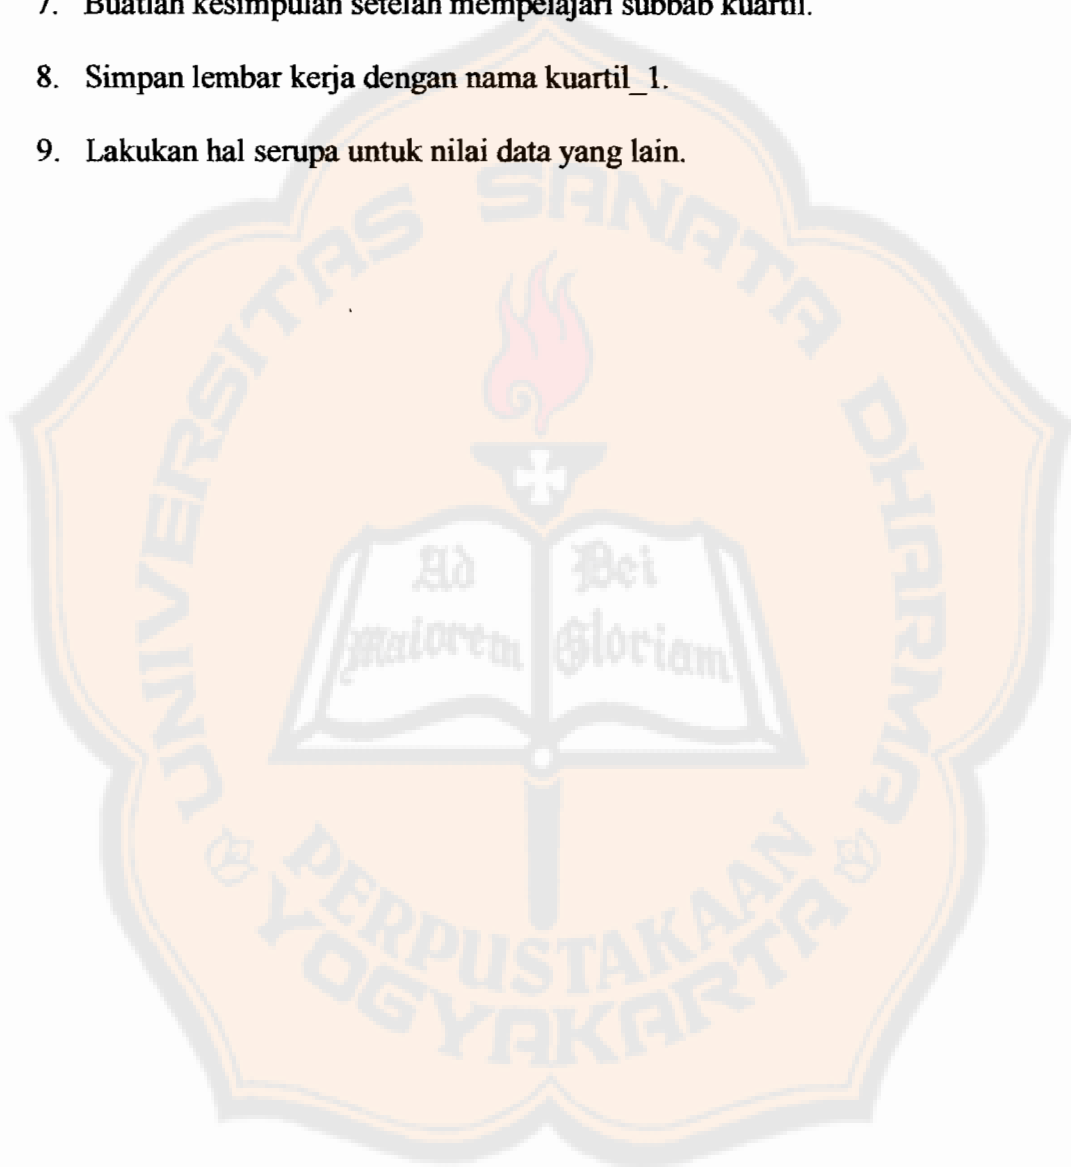 7. Buatlah kesimpulan setelah mempelajari subbab kuartil.
8. Simpan lembar kerja dengan nama kuartil_1.
9. Lakukan hal serupa untuk nilai data yang lain.
UNIVERSITAS SANATA DHARMA
Ad Dei
Maiorem Gloriam
PERPUSTAKAAN
YOGYAKARTA